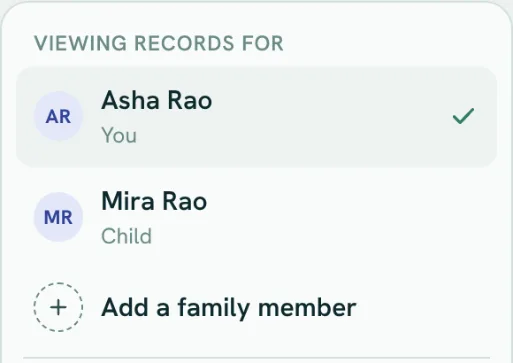 VIEWING RECORDS FOR
AR
Asha Rao
You
MR
Mira Rao
Child
+
Add a family member